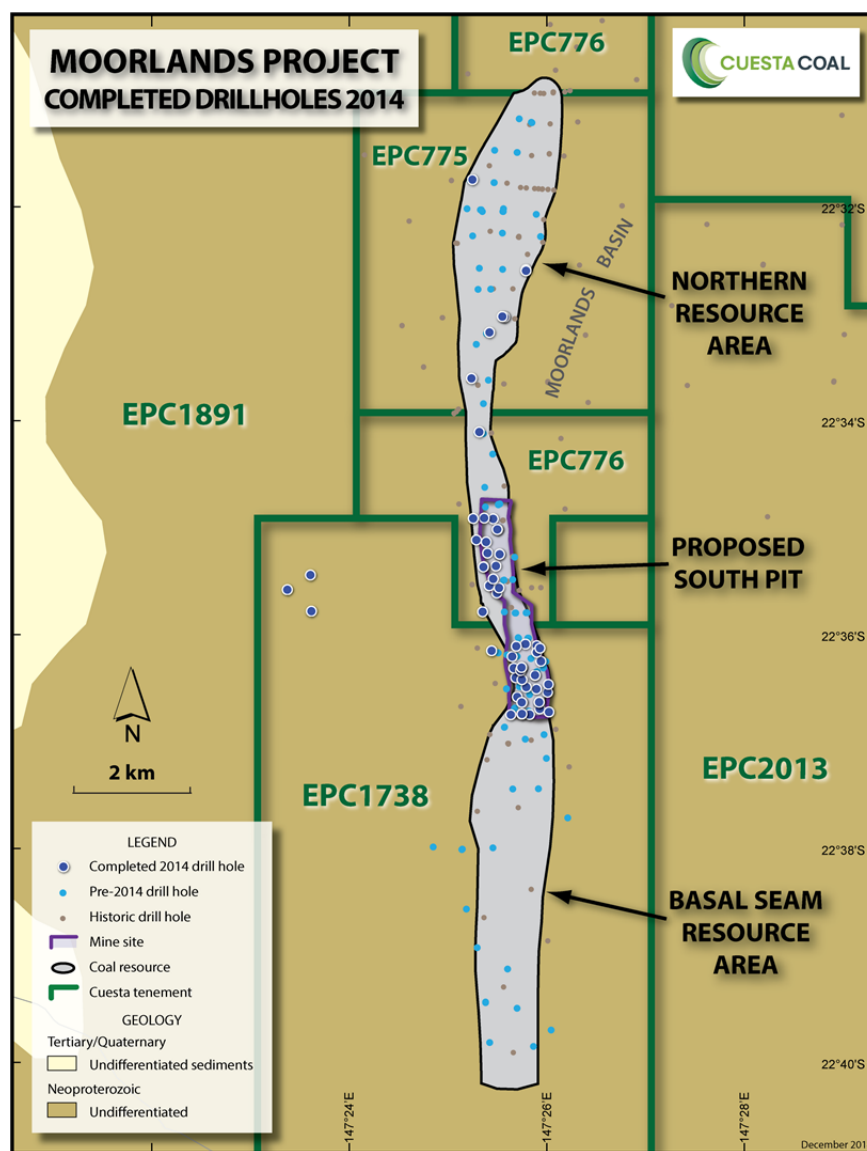 MOORLANDS PROJECT
COMPLETED DRILLHOLES 2014
EPC776
CUESTA COAL
EPC775
22°32'S
MOORLANDS BASIN
NORTHERN
RESOURCE
AREA
EPC1891
22°34'S
EPC776
PROPOSED
SOUTH PIT
22°36'S
N
2 km
EPC1738
EPC2013
22°38'S
LEGEND
Completed 2014 drill hole
Pre-2014 drill hole
Historic drill hole
Mine site
Coal resource
Cuesta tenement
GEOLOGY
Tertiary/Quaternary
Undifferentiated sediments
Neoproterozoic
Undifferentiated
BASAL SEAM
RESOURCE
AREA
22°40'S
147°24'E
147°26'E
147°28'E
December 201